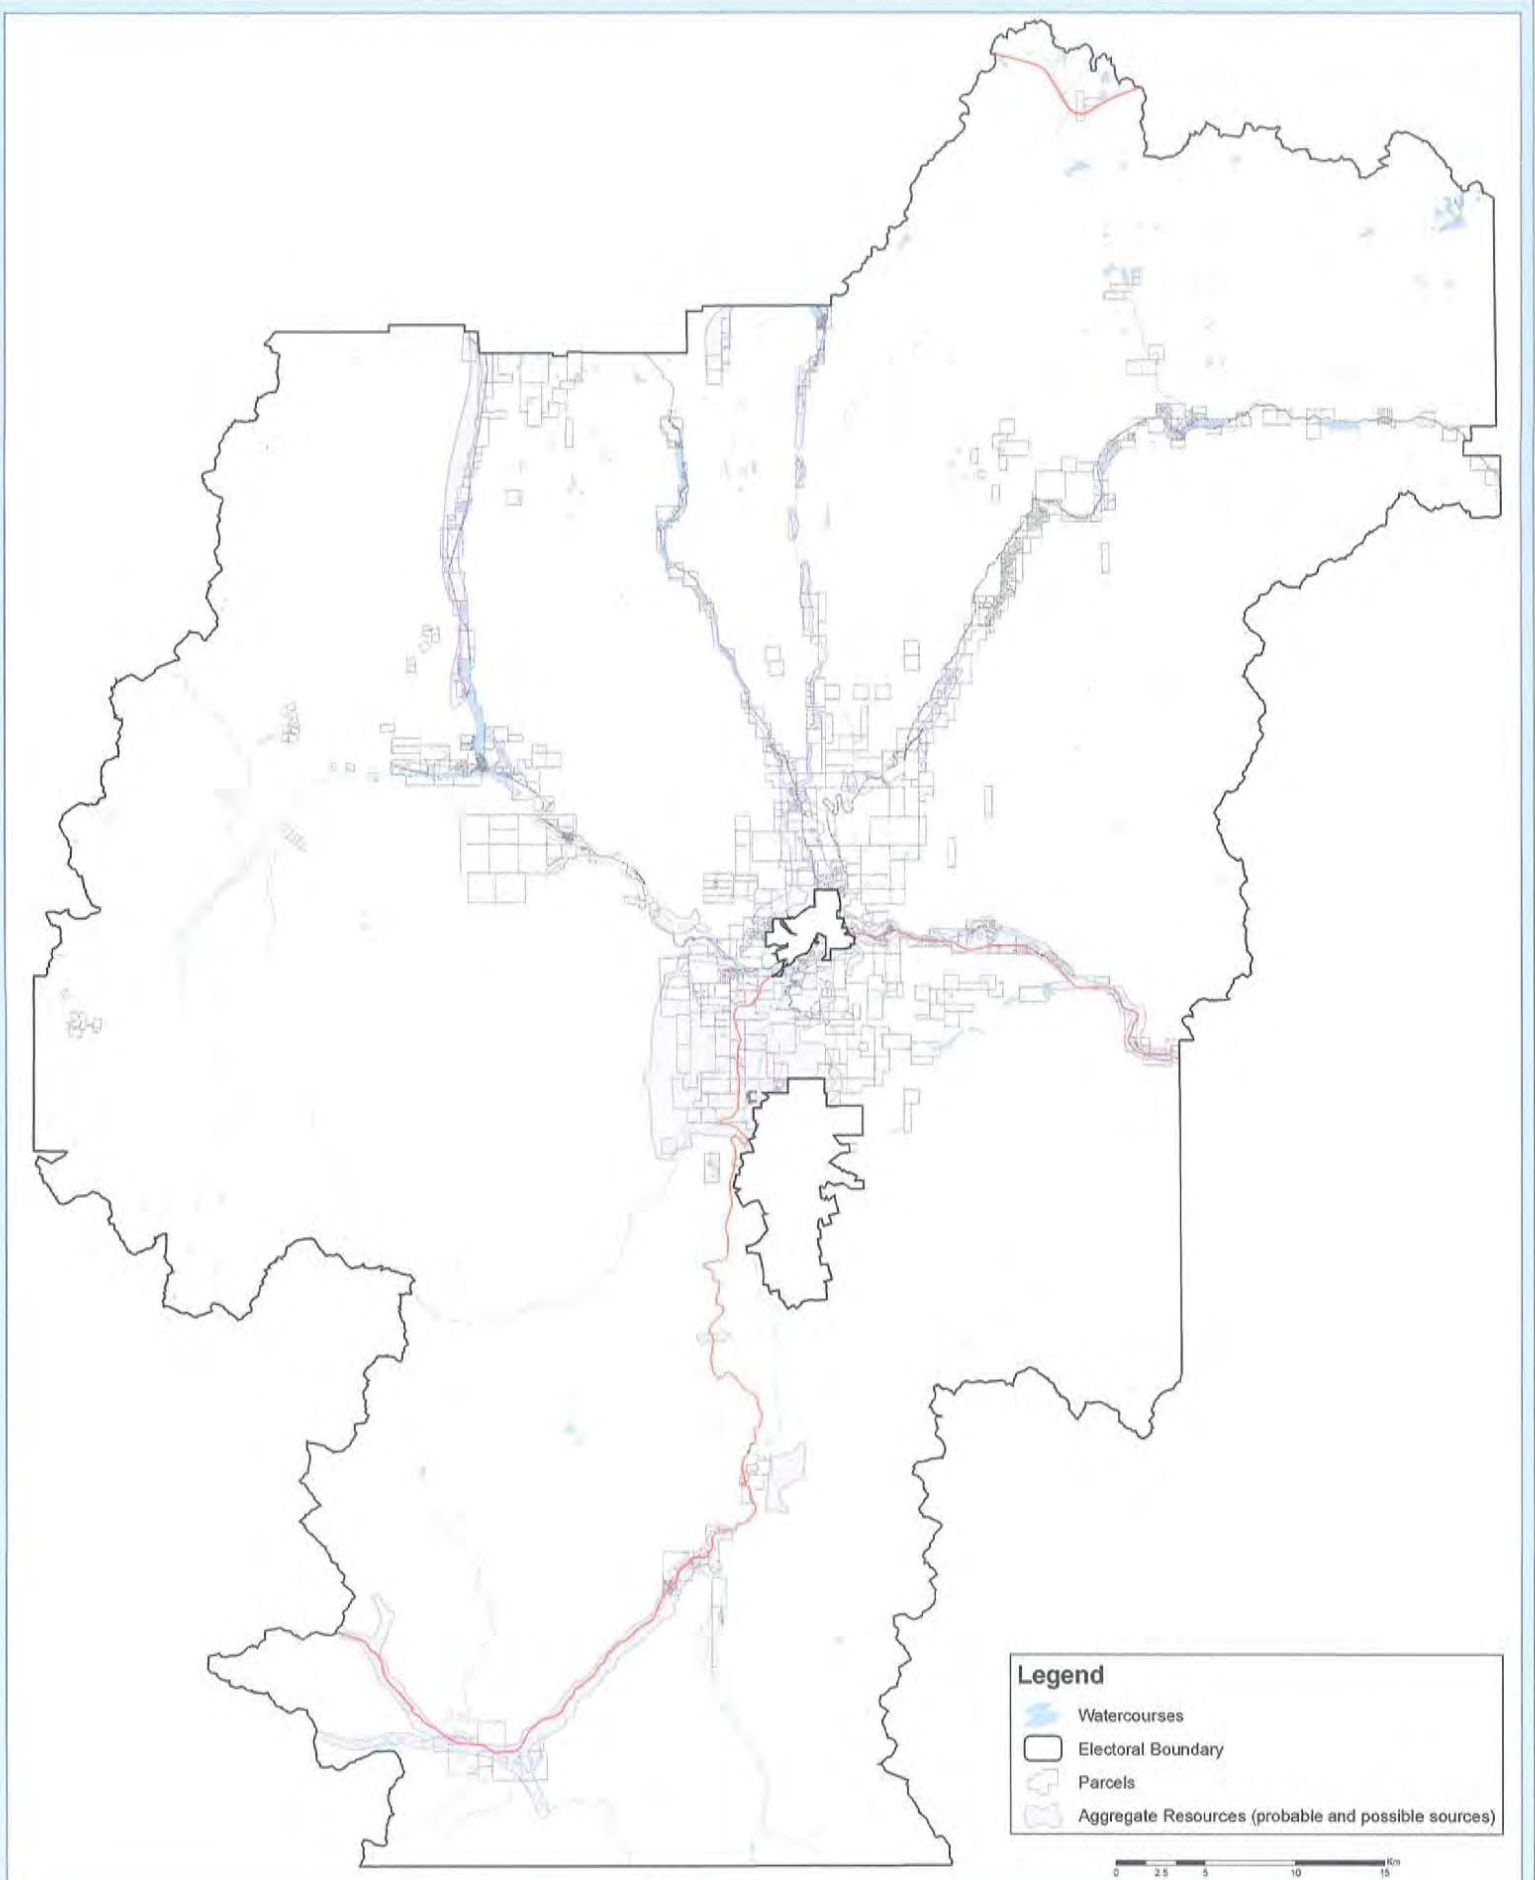 Legend
Watercourses
Electoral Boundary
Parcels
Aggregate Resources (probable and possible sources)
Km
0 2.5 5 10 15